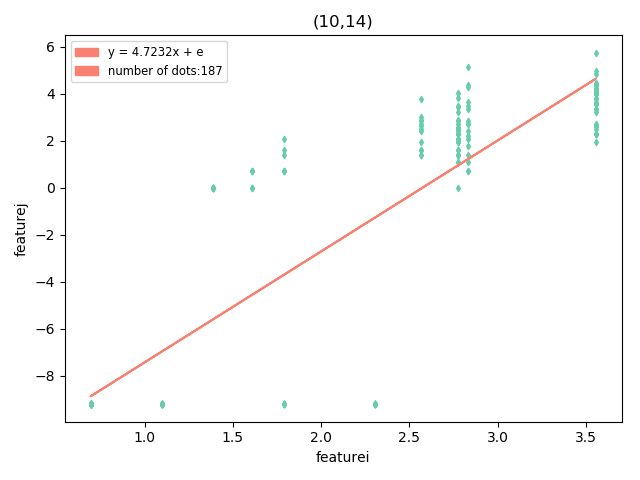 (10,14)
y = 4.7232x + e
number of dots:187
6
4
2
0
−2
−4
−6
−8
featurej
1.0 1.5 2.0 2.5 3.0 3.5
featurei